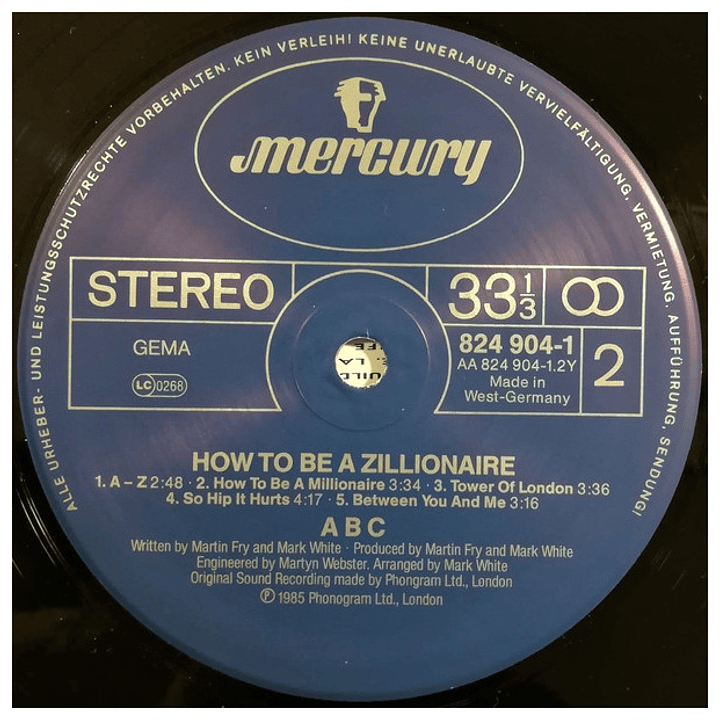 ALLE URHEBER- UND LEISTUNGSSCHUTZRECHTE VORBEHALTEN. KEIN VERLEIH! KEINE UNERLAUBTE VERVIELFÄLTIGUNG, VERMIETUNG, AUFFÜHRUNG, SENDUNG!
mercury
STEREO
33 1/3
GEMA
LC 0268
824 904-1
AA 824 904-1.2Y
Made in
West-Germany
2
HOW TO BE A ZILLIONAIRE
1. A – Z 2:48 · 2. How To Be A Millionaire 3:34 · 3. Tower Of London 3:36
4. So Hip It Hurts 4:17 · 5. Between You And Me 3:16
ABC
Written by Martin Fry and Mark White · Produced by Martin Fry and Mark White
Engineered by Martyn Webster. Arranged by Mark White
Original Sound Recording made by Phongram Ltd., London
℗ 1985 Phonogram Ltd., London